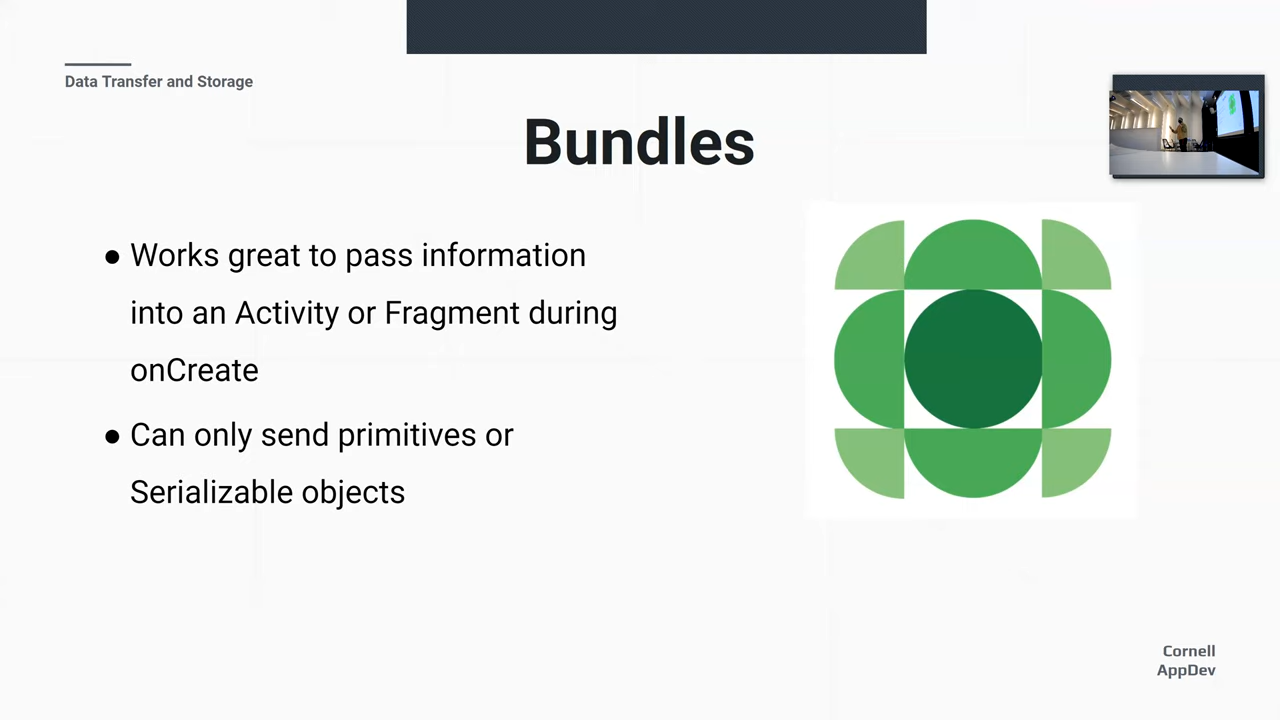 Data Transfer and Storage
Bundles
● Works great to pass information
into an Activity or Fragment during
onCreate
● Can only send primitives or
Serializable objects
Cornell
AppDev